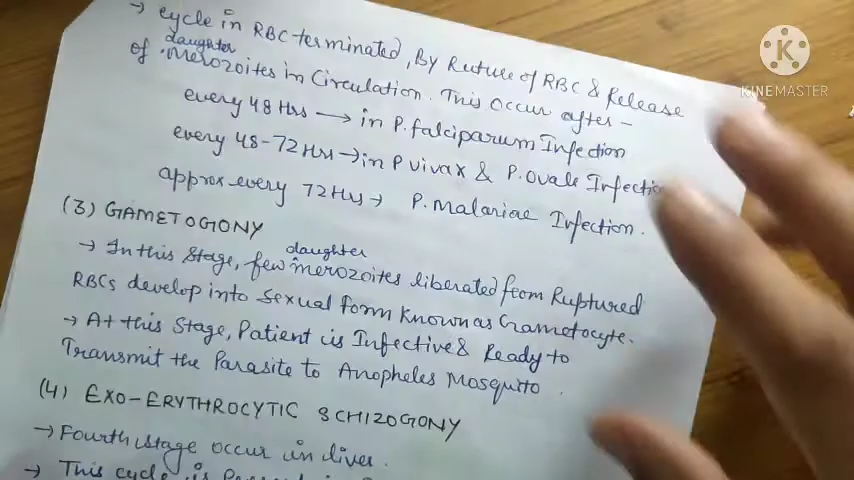 → cycle in RBC terminated, By Ruture of RBC & Release
of daughter merozoites in Circulation. This occur after -
every 48 Hrs → in P. falciparum Infection
every 48-72 Hrs → in P vivax & P. ovale Infection
approx every 72 Hrs → P. malariae Infection.
(3) GAMETOGONY
→ In this Stage, few daughter merozoites liberated from Ruptured
RBCs develop into Sexual form known as Gametocyte.
→ At this Stage, Patient is Infective & Ready to
Transmit the Parasite to Anopheles Mosquito.
(4) EXO-ERYTHROCYTIC SCHIZOGONY
→ Fourth stage occur in liver.
→ This cycle is
KINEMASTER